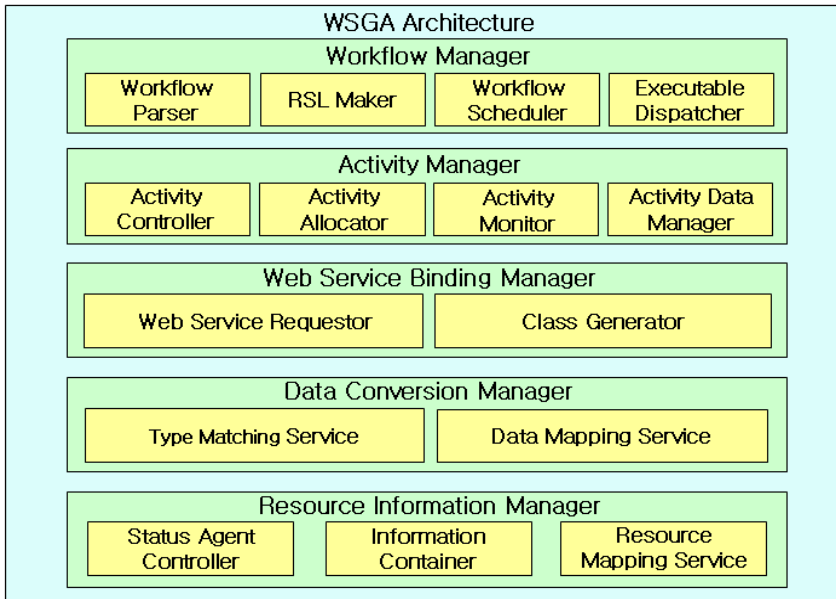 WSGA Architecture
Workflow Manager
Workflow
Parser
RSL Maker
Workflow
Scheduler
Executable
Dispatcher
Activity Manager
Activity
Controller
Activity
Allocator
Activity
Monitor
Activity Data
Manager
Web Service Binding Manager
Web Service Requestor
Class Generator
Data Conversion Manager
Type Matching Service
Data Mapping Service
Resource Information Manager
Status Agent
Controller
Information
Container
Resource
Mapping Service